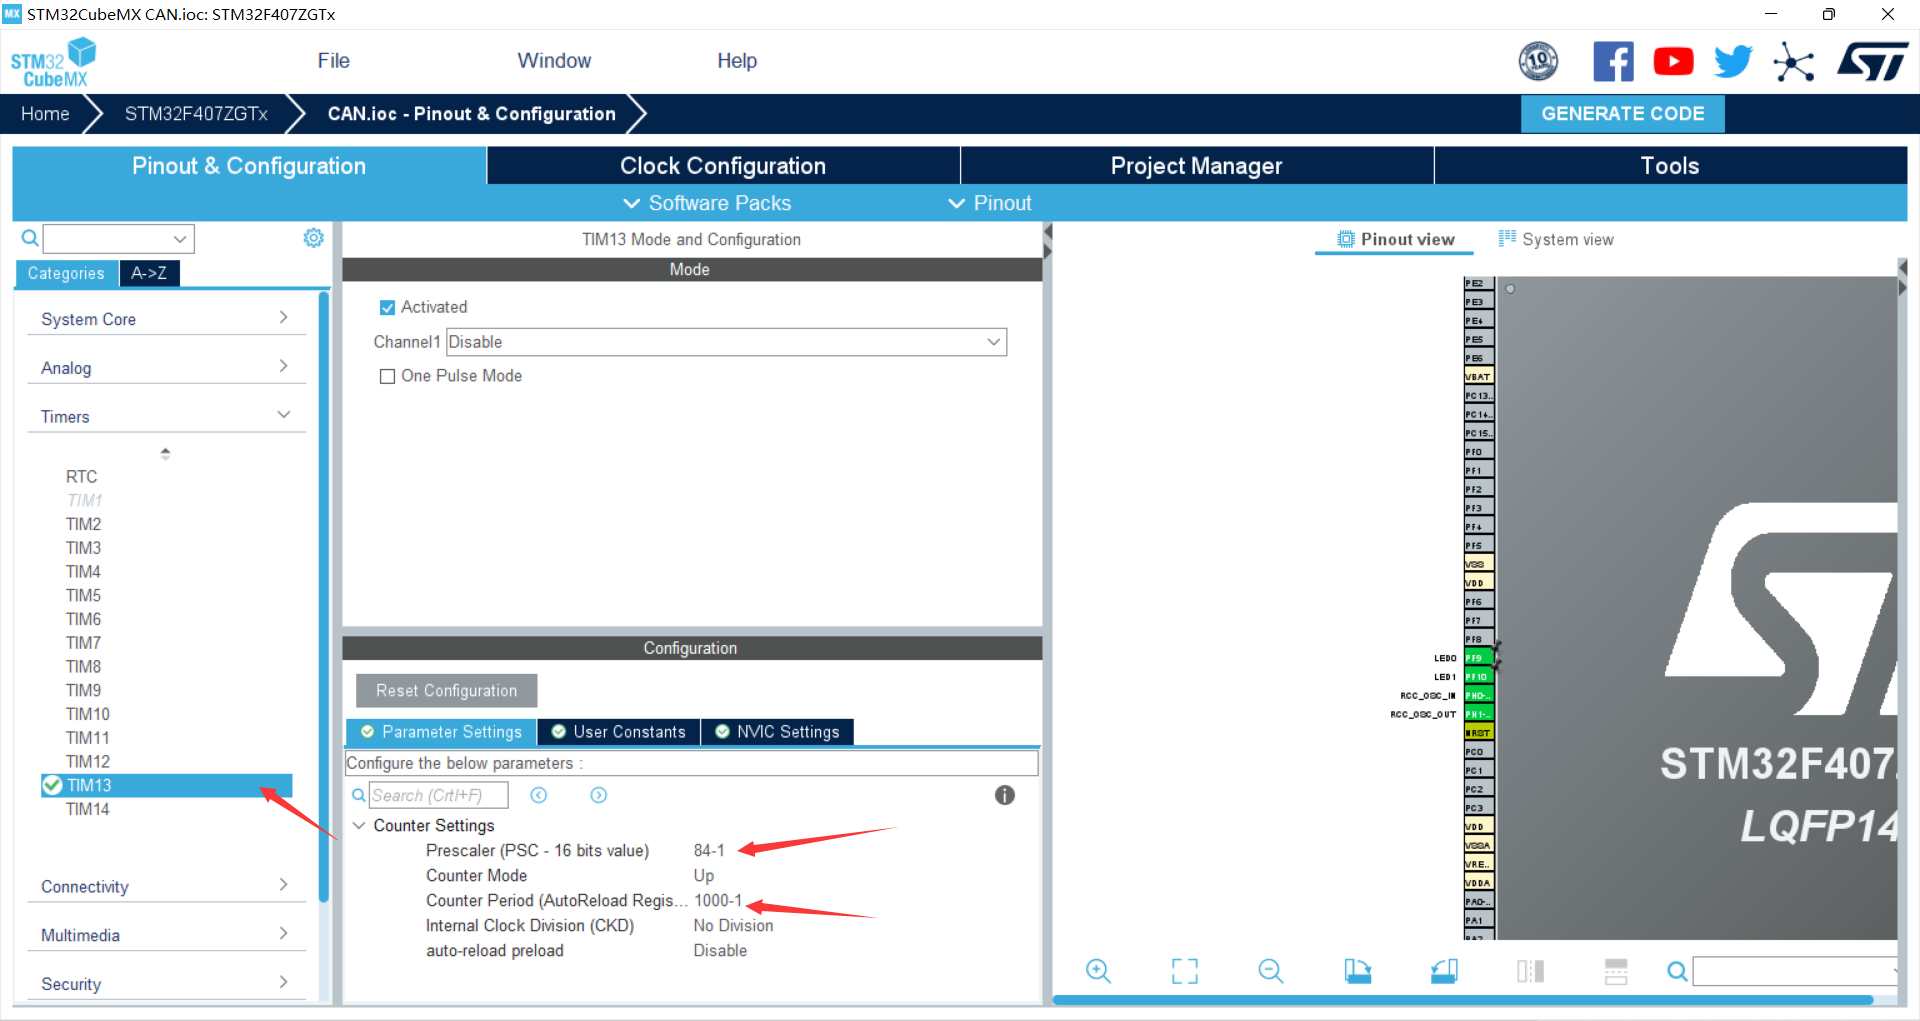 MX STM32CubeMX CAN.ioc: STM32F407ZGTx
STM32
CubeMX
File Window Help
10
Home STM32F407ZGTx CAN.ioc - Pinout & Configuration GENERATE CODE
Pinout & Configuration Clock Configuration Project Manager Tools
Software Packs Pinout
Categories A->Z
System Core
Analog
Timers
RTC
TIM1
TIM2
TIM3
TIM4
TIM5
TIM6
TIM7
TIM8
TIM9
TIM10
TIM11
TIM12
TIM13
TIM14
Connectivity
Multimedia
Security
TIM13 Mode and Configuration
Mode
Activated
Channel1 Disable
One Pulse Mode
Configuration
Reset Configuration
Parameter Settings User Constants NVIC Settings
Configure the below parameters :
Search (Crtl+F)
Counter Settings
Prescaler (PSC - 16 bits value) 84-1
Counter Mode Up
Counter Period (AutoReload Regis... 1000-1
Internal Clock Division (CKD) No Division
auto-reload preload Disable
Pinout view System view
PE2
PE3
PE4
PE5
PE6
VBAT
PC13..
PC14..
PC15..
PF0
PF1
PF2
PF3
PF4
PF5
VSS
VDD
PF6
PF7
PF8
LED0 PF9
LED1 PF10
RCC_OSC_IN PH0-..
RCC_OSC_OUT PH1-..
NRST
PC0
PC1
PC2
PC3
VDD
VSSA
VRE..
VDDA
PA0-..
PA1
PA2
STM32F407
LQFP14